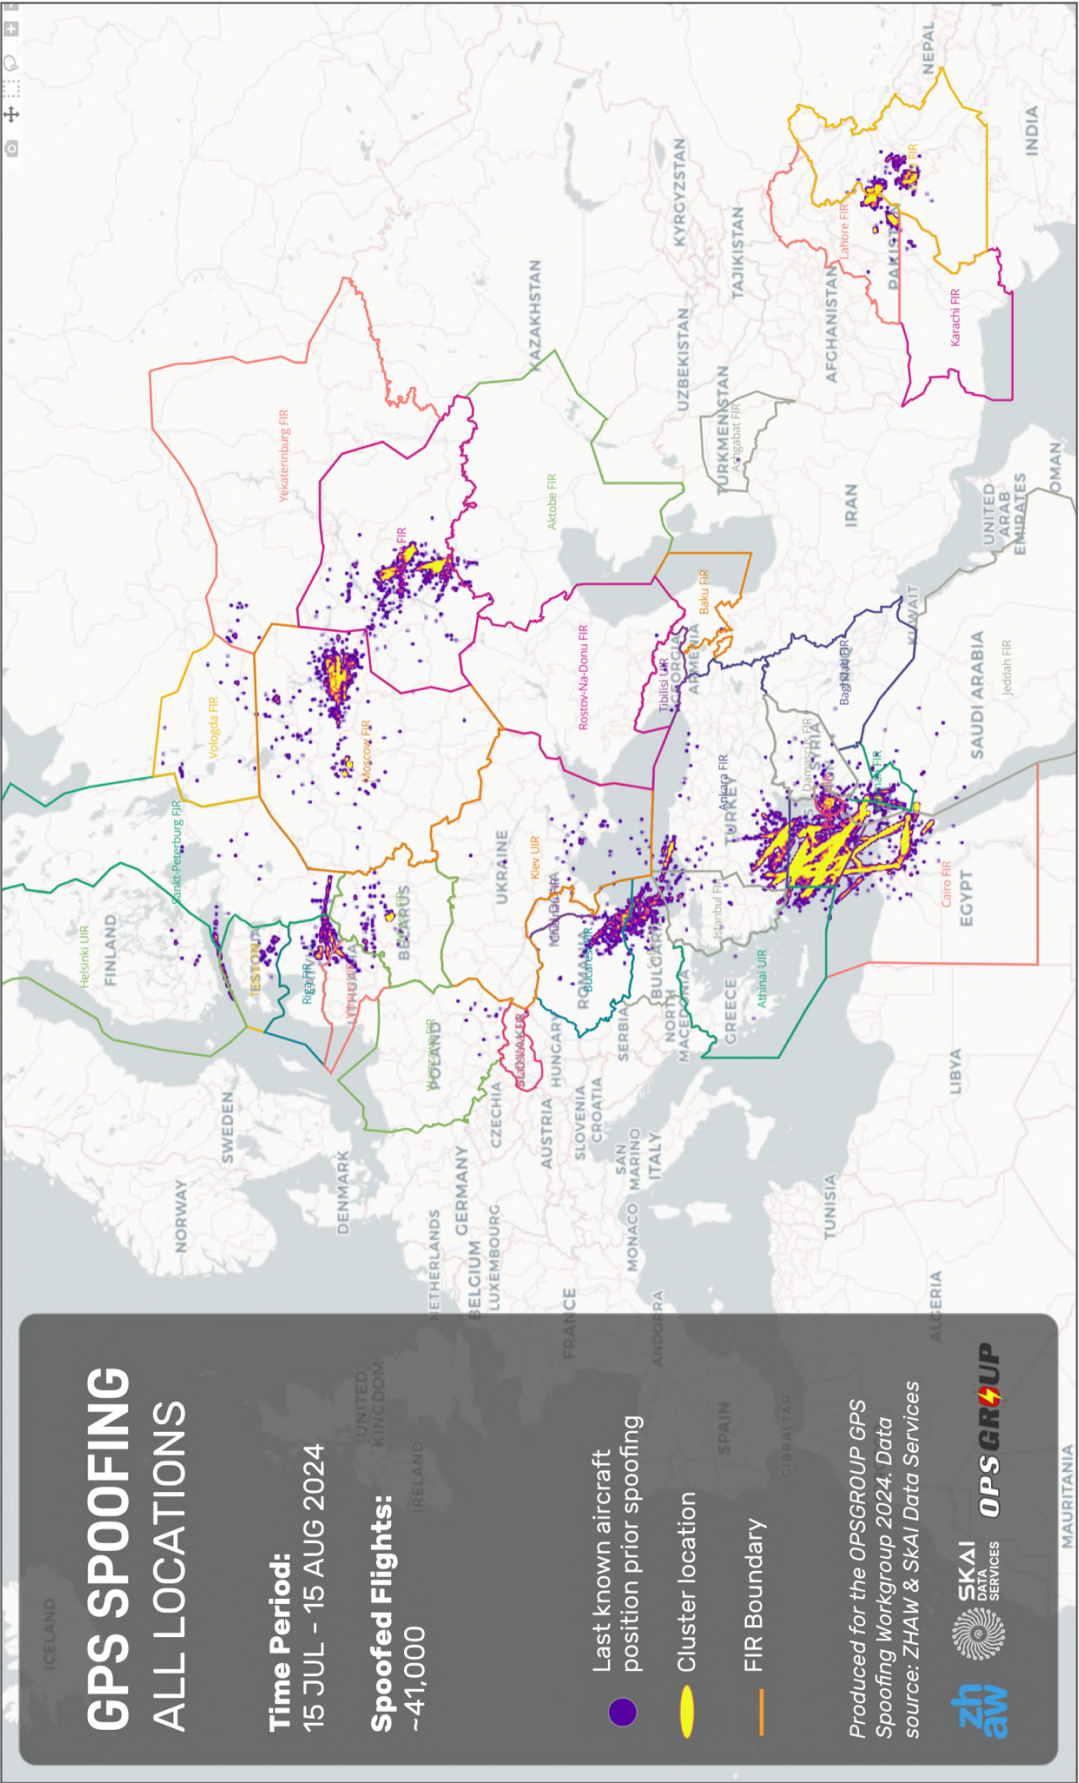 GPS SPOOFING
ALL LOCATIONS
Time Period:
15 JUL – 15 AUG 2024
Spoofed Flights:
~41,000
Last known aircraft
position prior spoofing
Cluster location
FIR Boundary
Produced for the OPSGROUP GPS
Spoofing Workgroup 2024. Data
source: ZHAW & SkAI Data Services
zh
aw
SKAI
DATA
SERVICES
OPSGROUP
ICELAND
UNITED
KINGDOM
IRELAND
SPAIN
GIBRALTAR
MAURITANIA
NORWAY
SWEDEN
FINLAND
Helsinki UIR
DENMARK
NETHERLANDS
BELGIUM
LUXEMBOURG
GERMANY
FRANCE
ANDORRA
MONACO
SAN
MARINO
ITALY
CZECHIA
AUSTRIA
SLOVENIA
CROATIA
HUNGARY
SERBIA
POLAND
ALGERIA
TUNISIA
LIBYA
ESTONIA
Riga FIR
Sankt-Peterburg FIR
Vologda FIR
Yekaterinburg FIR
Moscow FIR
FIR
BELARUS
UKRAINE
Kiev UIR
ROMANIA
BULGARIA
NORTH
MACEDONIA
GREECE
Athinai UIR
Istanbul FIR
TURKEY
Ankara FIR
Rostov-Na-Donu FIR
Tbilisi UIR
GEORGIA
ARMENIA
Baku FIR
Aktobe FIR
KAZAKHSTAN
KYRGYZSTAN
UZBEKISTAN
TAJIKISTAN
TURKMENISTAN
Ashgabat FIR
AFGHANISTAN
IRAN
Damascus FIR
SYRIA
KUWAIT
SAUDI ARABIA
Jeddah FIR
Cairo FIR
EGYPT
UNITED
ARAB
EMIRATES
OMAN
Lahore FIR
PAKISTAN
Karachi FIR
FIR
INDIA
NEPAL